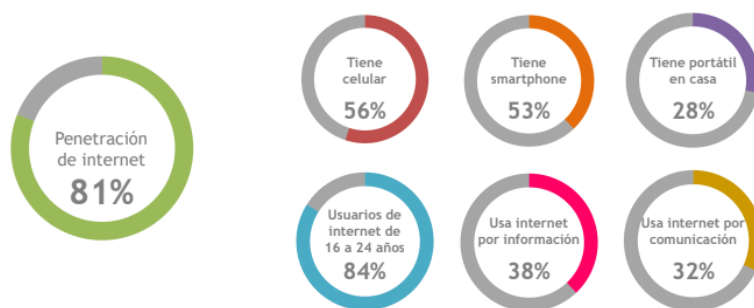 Penetración
de internet
81%
Tiene
celular
56%
Tiene
smartphone
53%
Tiene portátil
en casa
28%
Usuarios de
internet de
16 a 24 años
84%
Usa internet
por información
38%
Usa internet por
comunicación
32%